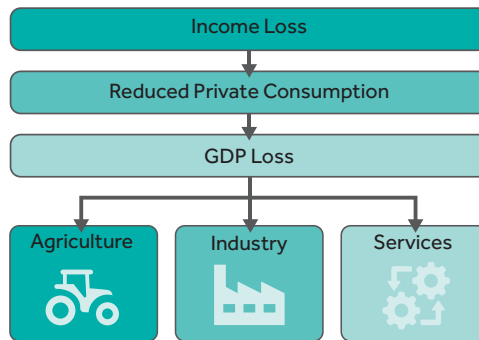 Income Loss
Reduced Private Consumption
GDP Loss
Agriculture
Industry
Services